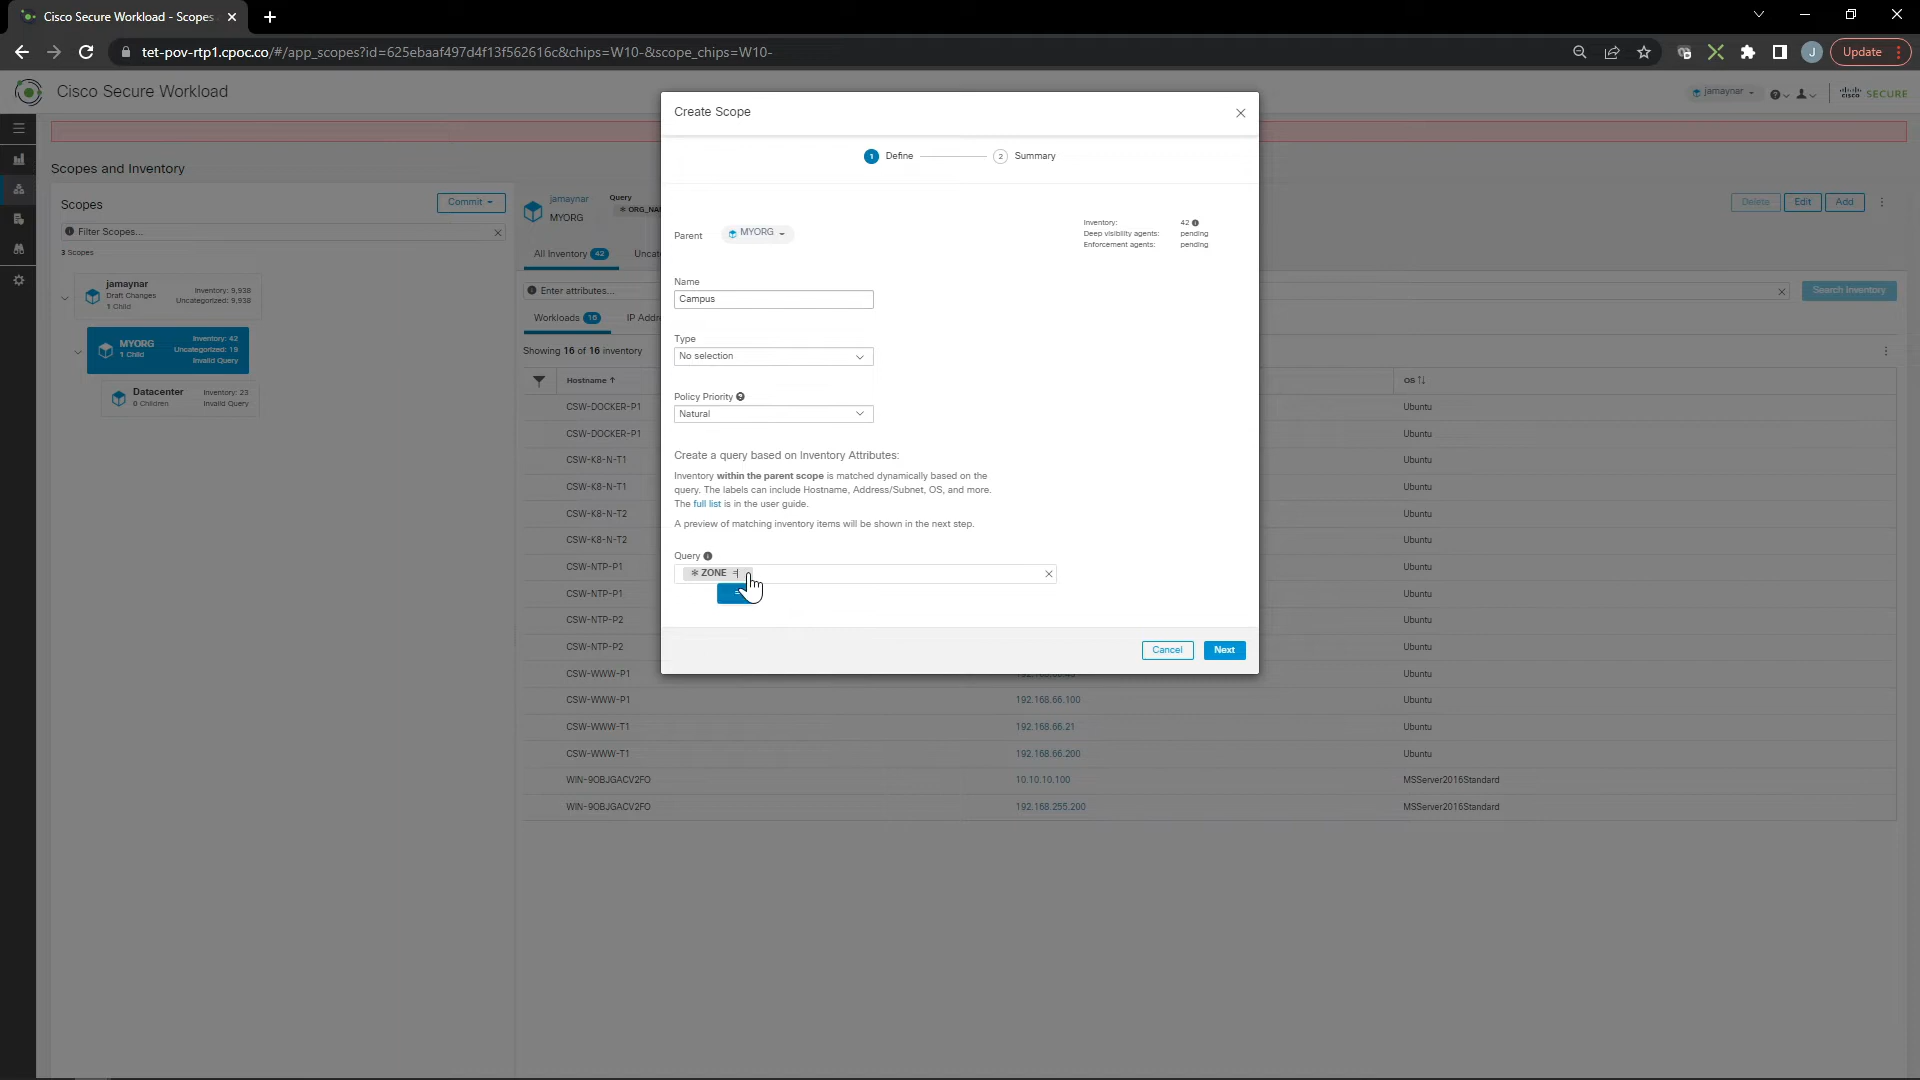 Cisco Secure Workload - Scopes
tet-pov-rtp1.cpoc.co/#/app_scopes?id=625ebaaf497d4f13f562616c&chips=W10-&scope_chips=W10-
J
Update
Cisco Secure Workload
jamaynar
CISCO SECURE
Scopes and Inventory
Scopes
Commit
Filter Scopes...
3 Scopes
jamaynar
Draft Changes
1 Child
Inventory: 9,938
Uncategorized: 9,938
MYORG
1 Child
Inventory: 42
Uncategorized: 19
Invalid Query
Datacenter
0 Children
Inventory: 23
Invalid Query
jamaynar
MYORG
Query
* ORG_NA
Delete
Edit
Add
All Inventory 42
Uncat
Enter attributes...
Search Inventory
Workloads 16
IP Addr
Showing 16 of 16 inventory
Hostname ↑
OS ↑↓
CSW-DOCKER-P1
Ubuntu
CSW-DOCKER-P1
Ubuntu
CSW-K8-N-T1
Ubuntu
CSW-K8-N-T1
Ubuntu
CSW-K8-N-T2
Ubuntu
CSW-K8-N-T2
Ubuntu
CSW-NTP-P1
Ubuntu
CSW-NTP-P1
Ubuntu
CSW-NTP-P2
Ubuntu
CSW-NTP-P2
Ubuntu
CSW-WWW-P1
Ubuntu
CSW-WWW-P1
192.168.66.100
Ubuntu
CSW-WWW-T1
192.168.66.21
Ubuntu
CSW-WWW-T1
192.168.66.200
Ubuntu
WIN-9OBJGACV2FO
10.10.10.100
MSServer2016Standard
WIN-9OBJGACV2FO
192.168.255.200
MSServer2016Standard
Create Scope
1 Define
2 Summary
Parent
MYORG
Inventory: 42
Deep visibility agents: pending
Enforcement agents: pending
Name
Campus
Type
No selection
Policy Priority
Natural
Create a query based on Inventory Attributes:
Inventory within the parent scope is matched dynamically based on the
query. The labels can include Hostname, Address/Subnet, OS, and more.
The full list is in the user guide.
A preview of matching inventory items will be shown in the next step.
Query
* ZONE =
=
Cancel
Next